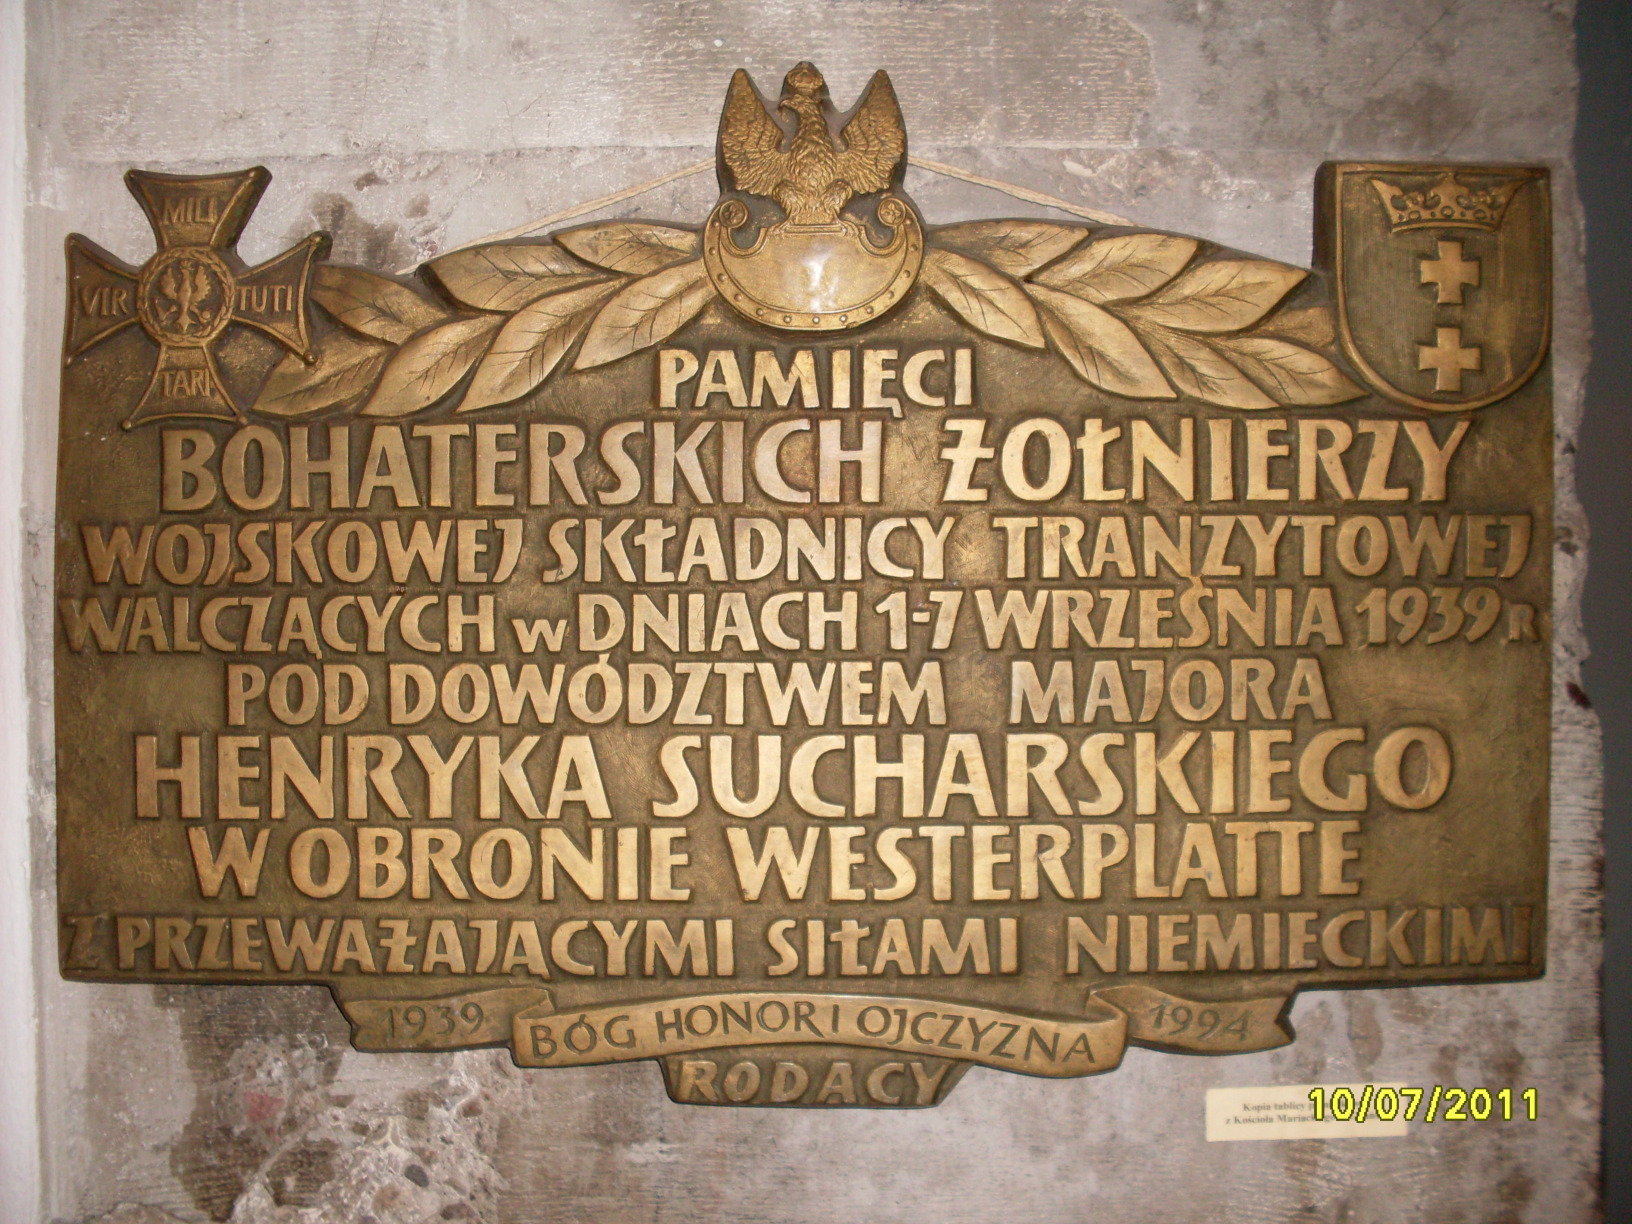 MILI
VIR TUTI
TARI
PAMIĘCI
BOHATERSKICH ŻOŁNIERZY
WOJSKOWEJ SKŁADNICY TRANZYTOWEJ
WALCZĄCYCH w DNIACH 1-7 WRZEŚNIA 1939 R
POD DOWÓDZTWEM MAJORA
HENRYKA SUCHARSKIEGO
W OBRONIE WESTERPLATTE
Z PRZEWAŻAJĄCYMI SIŁAMI NIEMIECKIMI
1939 BÓG HONOR I OJCZYZNA 1994
RODACY
Kopia tablicy
z Kościoła
10/07/2011